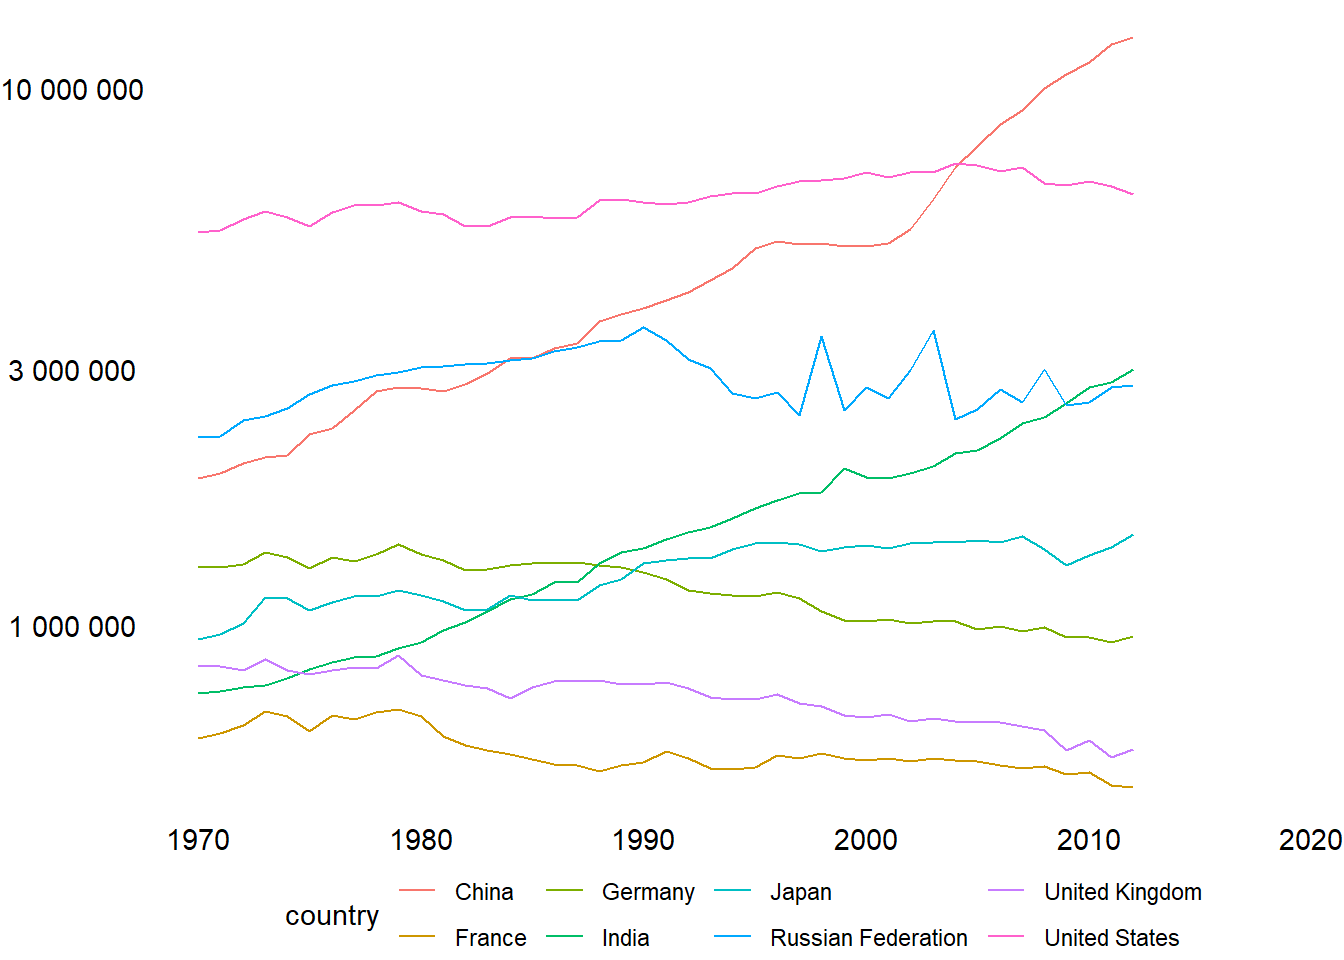 10 000 000
3 000 000
1 000 000
1970 1980 1990 2000 2010 2020
country
China Germany Japan United Kingdom
France India Russian Federation United States